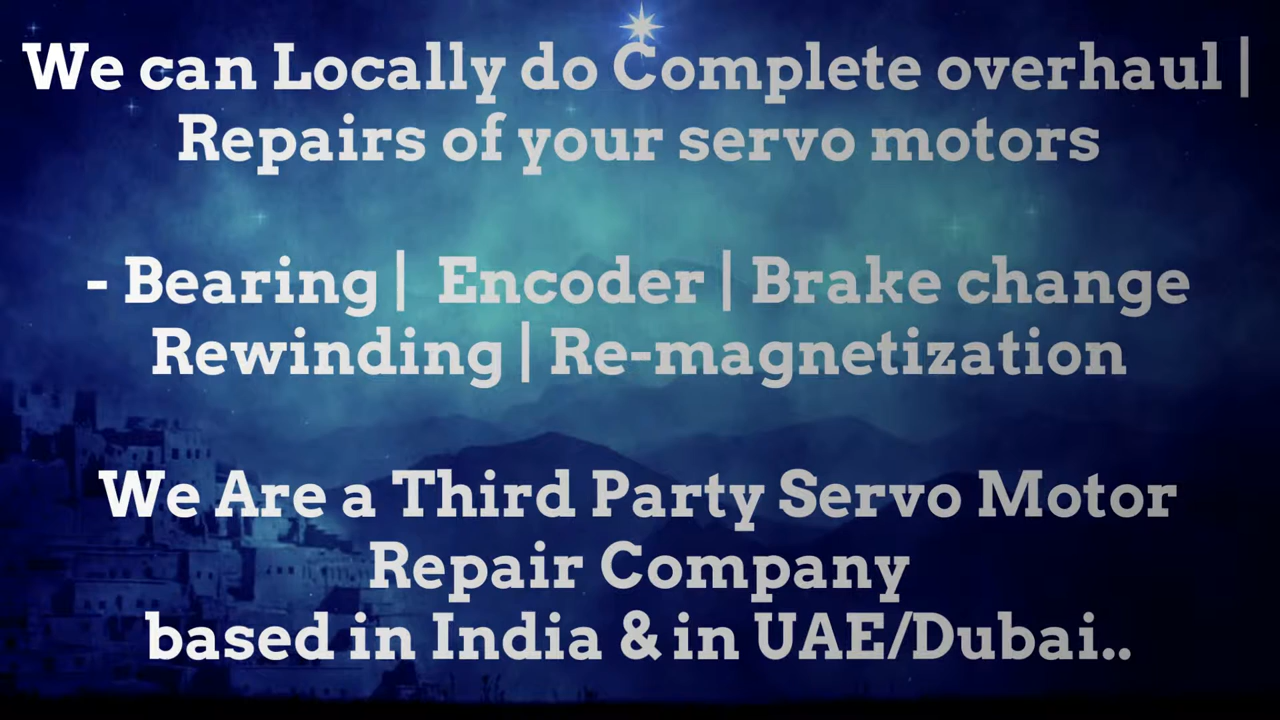 We can Locally do Complete overhaul |
Repairs of your servo motors
- Bearing | Encoder | Brake change
Rewinding | Re-magnetization
We Are a Third Party Servo Motor
Repair Company
based in India & in UAE/Dubai..